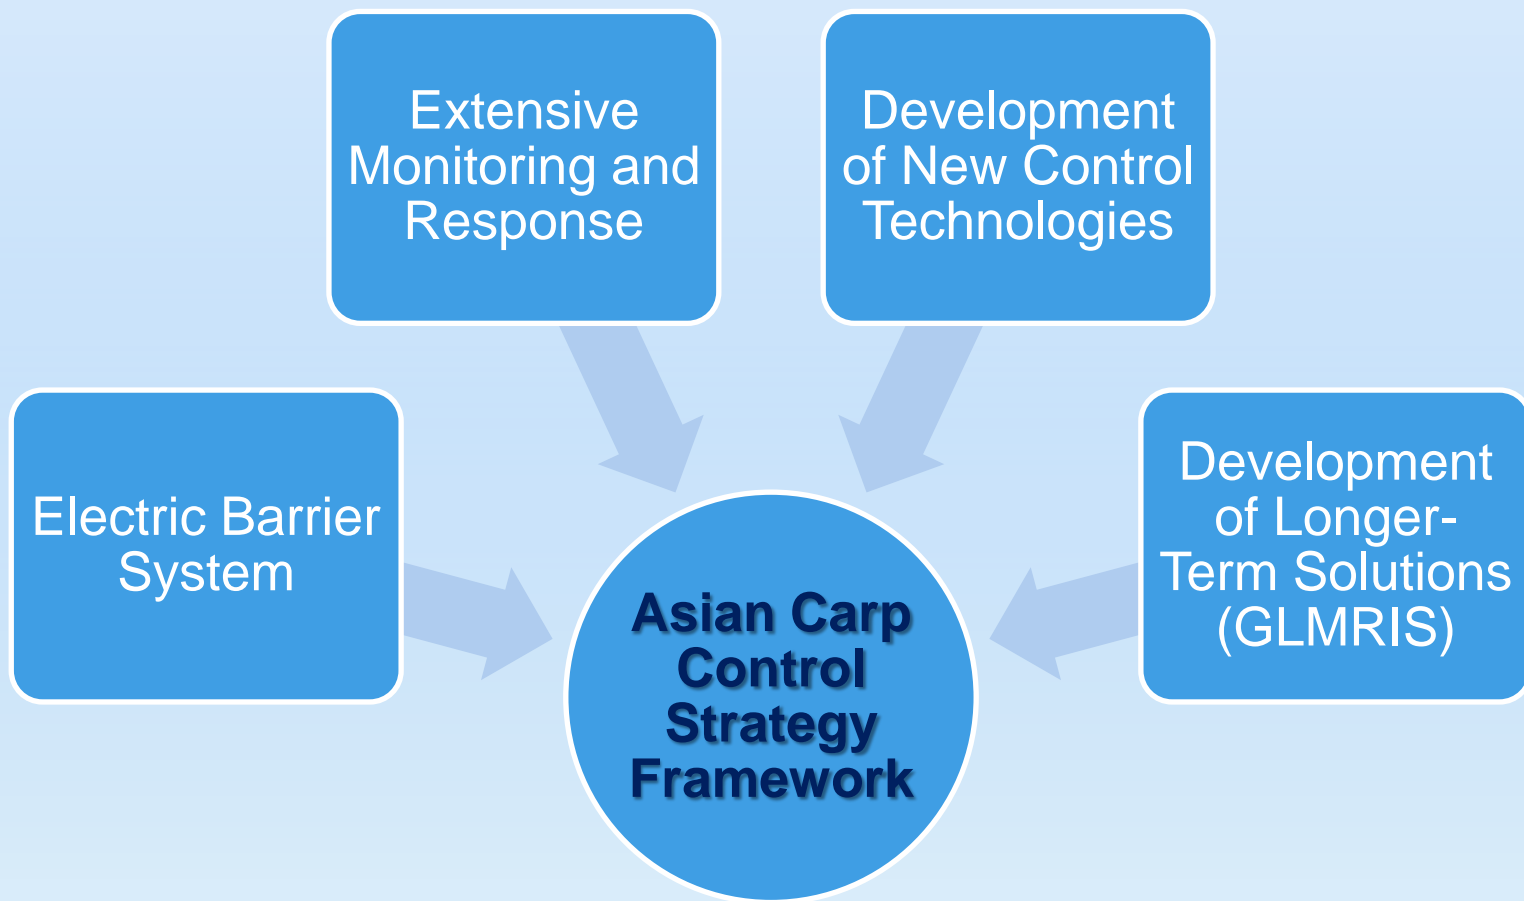 Extensive
Monitoring and
Response
Development
of New Control
Technologies
Electric Barrier
System
Development
of Longer-
Term Solutions
(GLMRIS)
Asian Carp
Control
Strategy
Framework